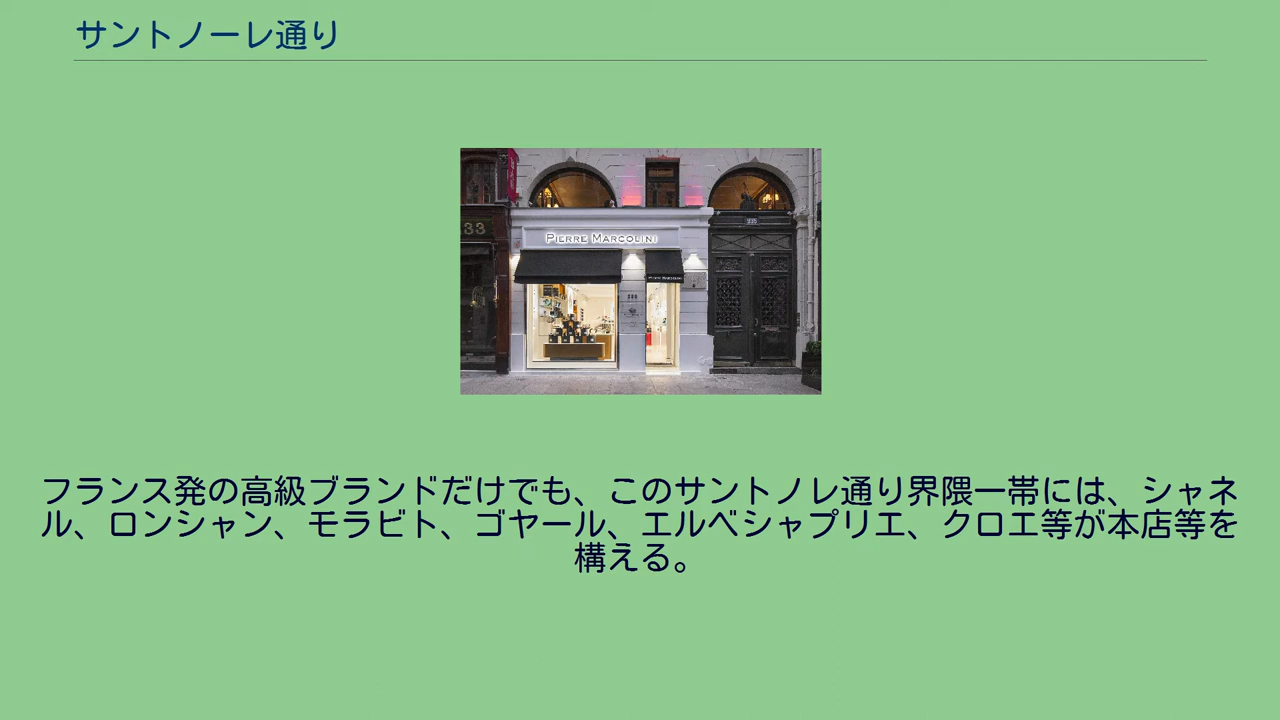 サントノーレ通り
33
PIERRE MARCOLINI
フランス発の高級ブランドだけでも、このサントノレ通り界隈一帯には、シャネ
ル、ロンシャン、モラビト、ゴヤール、エルベシャプリエ、クロエ等が本店等を
構える。